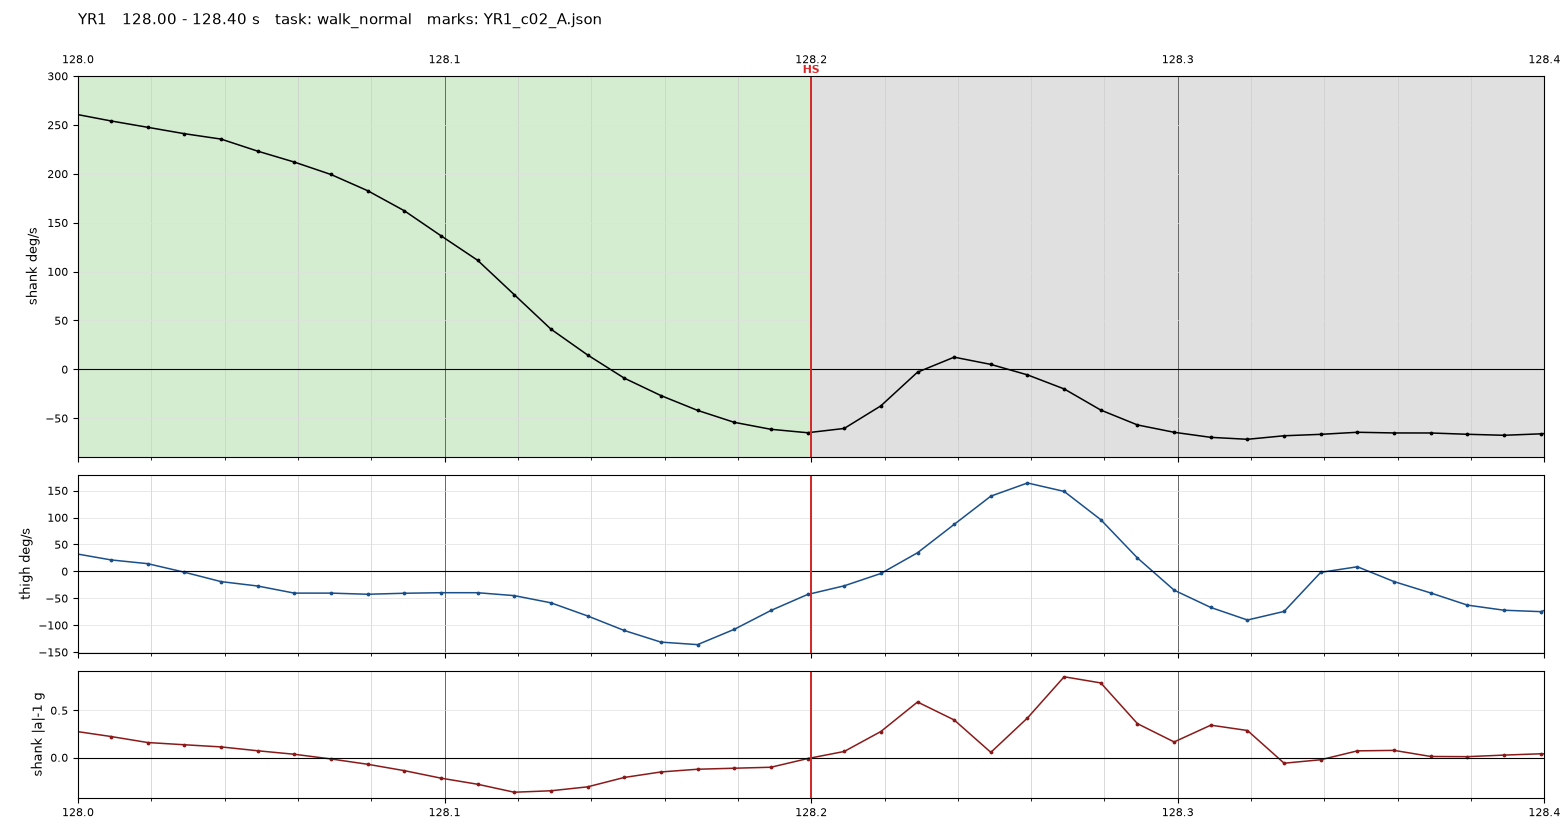 YR1   128.00 - 128.40 s   task: walk_normal   marks: YR1_c02_A.json
128.0 128.1 128.2 128.3 128.4
HS
300
250
200
150
100
50
0
−50
shank deg/s
150
100
50
0
−50
−100
−150
thigh deg/s
0.5
0.0
shank |a|-1 g
128.0 128.1 128.2 128.3 128.4